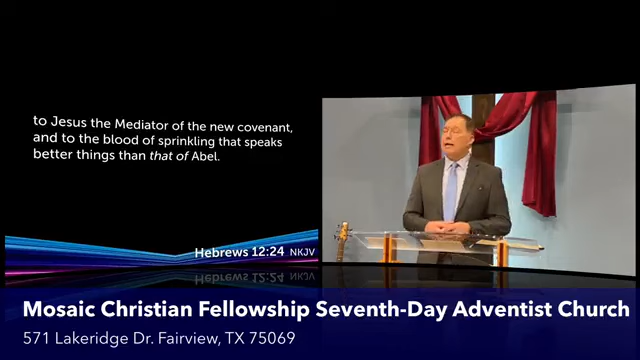 to Jesus the Mediator of the new covenant,
and to the blood of sprinkling that speaks
better things than that of Abel.
Hebrews 12:24 NKJV
Mosaic Christian Fellowship Seventh-Day Adventist Church
571 Lakeridge Dr. Fairview, TX 75069